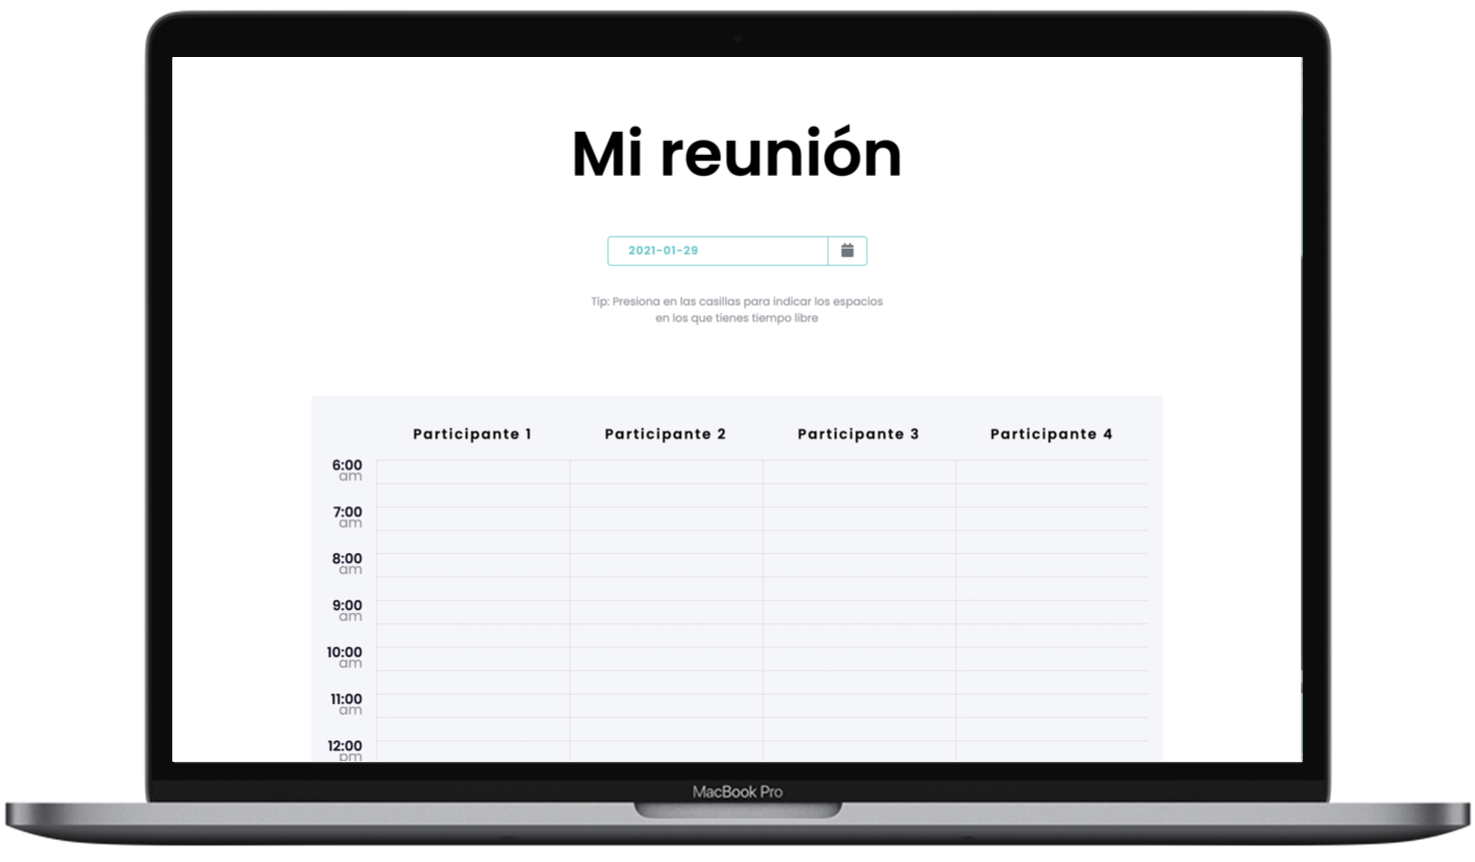 Mi reunión
2021-01-29
Tip: Presiona en las casillas para indicar los espacios
en los que tienes tiempo libre
Participante 1 Participante 2 Participante 3 Participante 4
6:00
am
7:00
am
8:00
am
9:00
am
10:00
am
11:00
am
12:00
pm
MacBook Pro